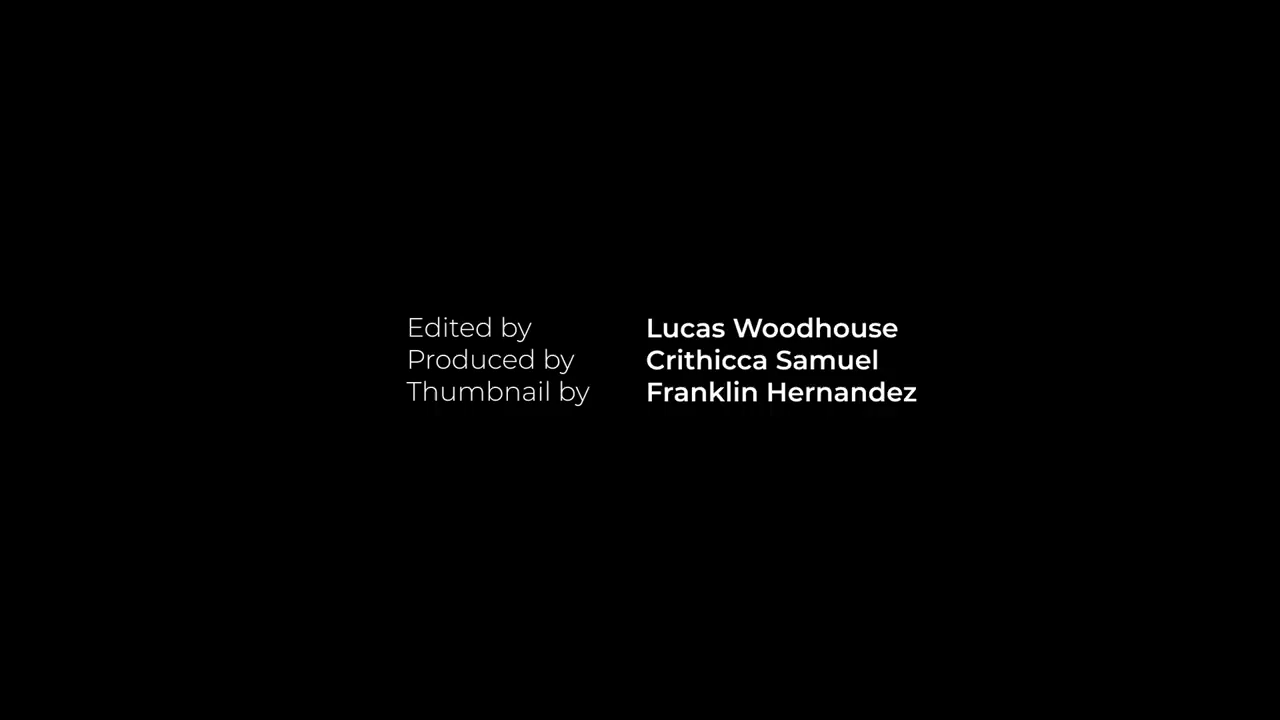 Edited by Lucas Woodhouse
Produced by Crithicca Samuel
Thumbnail by Franklin Hernandez